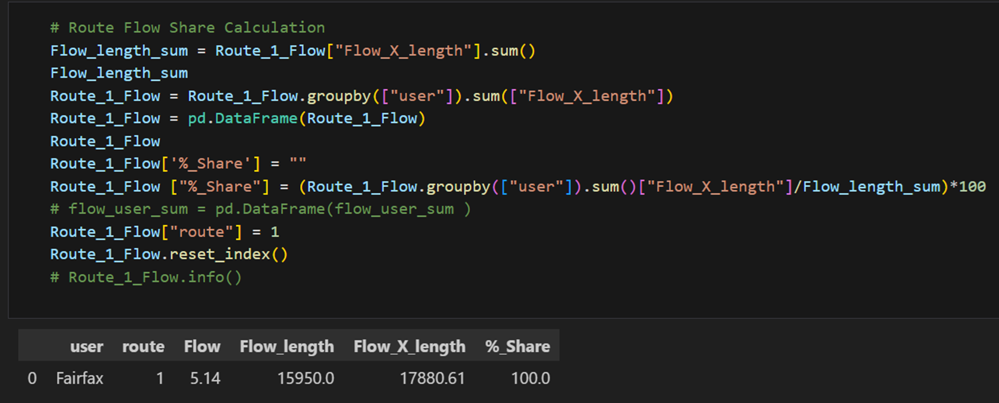 # Route Flow Share Calculation
Flow_length_sum = Route_1_Flow["Flow_X_length"].sum()
Flow_length_sum
Route_1_Flow = Route_1_Flow.groupby(["user"]).sum(["Flow_X_length"])
Route_1_Flow = pd.DataFrame(Route_1_Flow)
Route_1_Flow
Route_1_Flow['%_Share'] = ""
Route_1_Flow ["%_Share"] = (Route_1_Flow.groupby(["user"]).sum()["Flow_X_length"]/Flow_length_sum)*100
# flow_user_sum = pd.DataFrame(flow_user_sum )
Route_1_Flow["route"] = 1
Route_1_Flow.reset_index()
# Route_1_Flow.info()
user route Flow Flow_length Flow_X_length %_Share
0 Fairfax 1 5.14 15950.0 17880.61 100.0